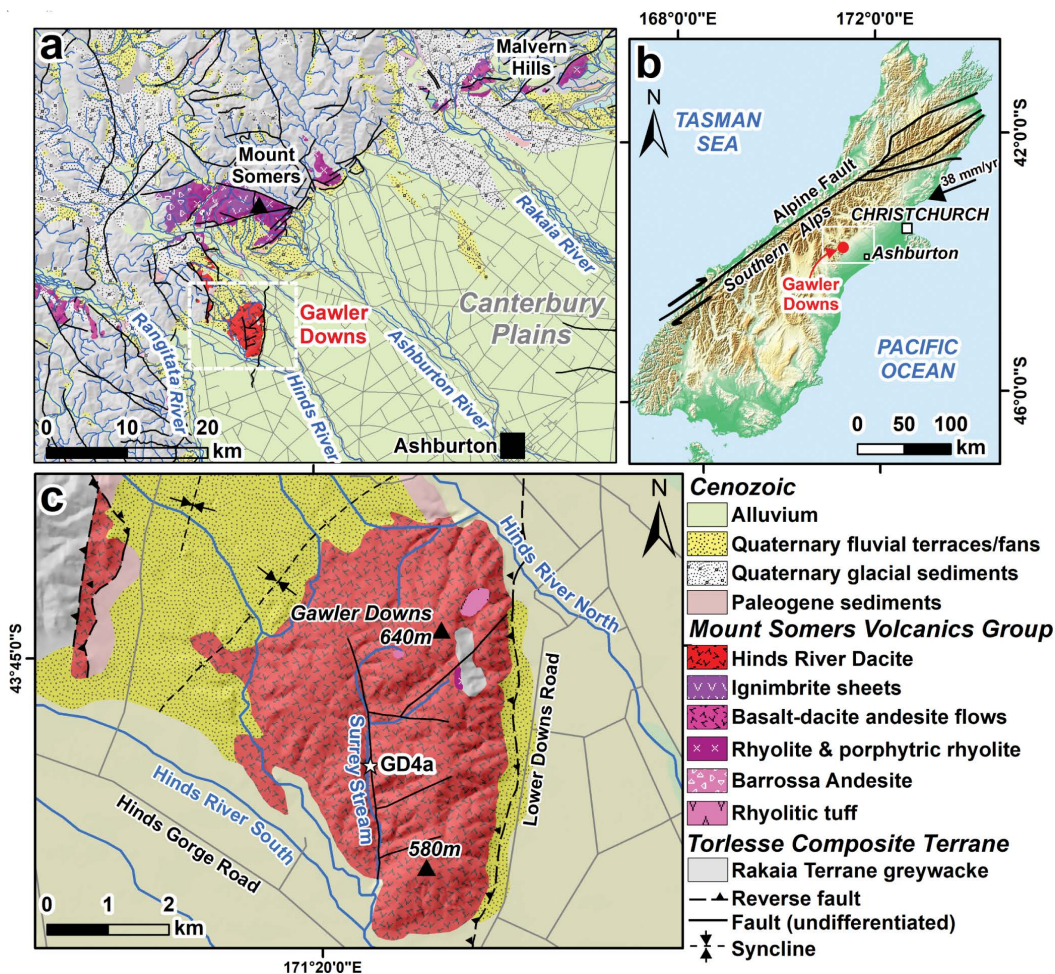 a
Malvern
Hills
Mount
Somers
Rakaia River
Canterbury
Plains
Gawler
Downs
Rangitata River
Hinds River
Ashburton River
Ashburton
0 10 20
km
b
168°0'0"E
172°0'0"E
N
TASMAN
SEA
42°0'0"S
Alpine Fault
38 mm/yr
CHRISTCHURCH
Southern Alps
Ashburton
Gawler
Downs
PACIFIC
OCEAN
46°0'0"S
0 50 100
km
c
N
Hinds River North
Gawler Downs
640m
43°45'0"S
Surrey Stream
GD4a
Lower Downs Road
Hinds River South
Hinds Gorge Road
580m
0 1 2
km
171°20'0"E
Cenozoic
Alluvium
Quaternary fluvial terraces/fans
Quaternary glacial sediments
Paleogene sediments
Mount Somers Volcanics Group
Hinds River Dacite
Ignimbrite sheets
Basalt-dacite andesite flows
Rhyolite & porphytric rhyolite
Barrossa Andesite
Rhyolitic tuff
Torlesse Composite Terrane
Rakaia Terrane greywacke
Reverse fault
Fault (undifferentiated)
Syncline